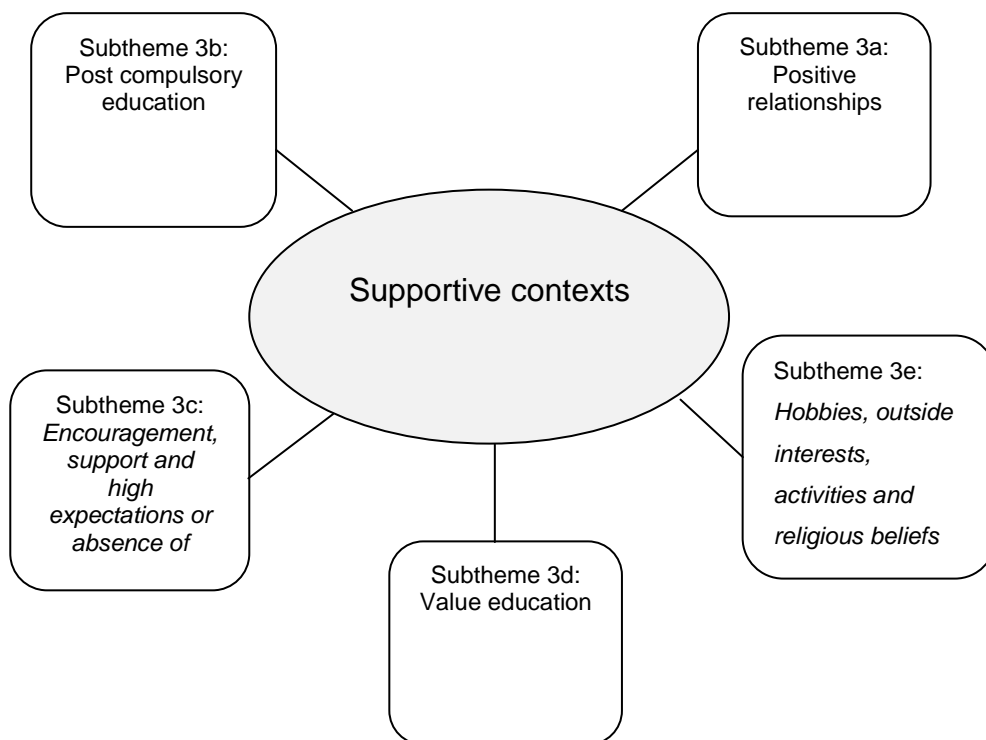 Subtheme 3b:
Post compulsory
education
Subtheme 3a:
Positive
relationships
Supportive contexts
Subtheme 3c:
Encouragement,
support and
high
expectations or
absence of
Subtheme 3e:
Hobbies, outside
interests,
activities and
religious beliefs
Subtheme 3d:
Value education